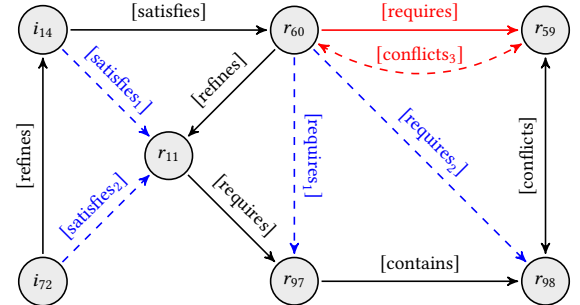 [satisfies]
[requires]
i₁₄
r₆₀
r₅₉
[conflicts₃]
[satisfies₁]
[refines]
[refines]
[requires₁]
[requires₂]
[conflicts]
r₁₁
[satisfies₂]
[requires]
[contains]
i₇₂
r₉₇
r₉₈